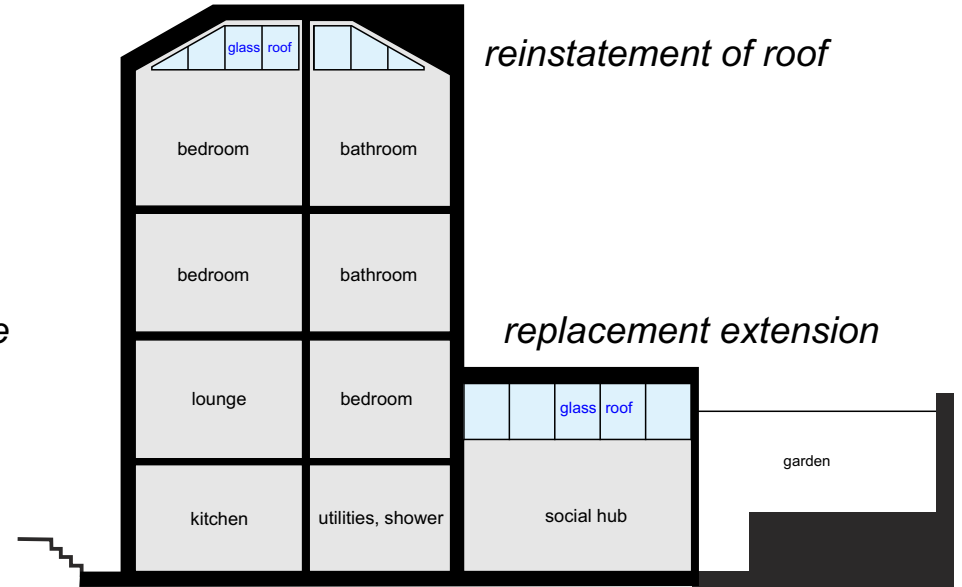 glass roof
reinstatement of roof
bedroom
bathroom
bedroom
bathroom
e
replacement extension
lounge
bedroom
glass roof
garden
kitchen
utilities, shower
social hub